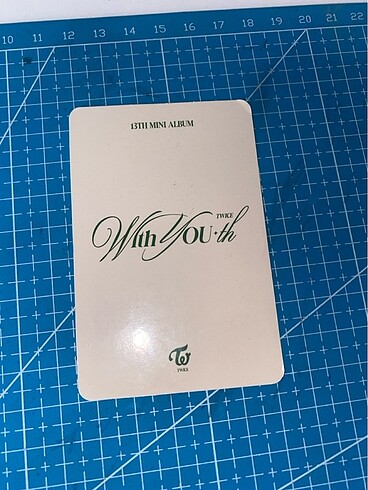 10 11 12 13 14 15 16 17 18 19 20 21 22
13TH MINI ALBUM
TWICE
With YOU-th
TWICE